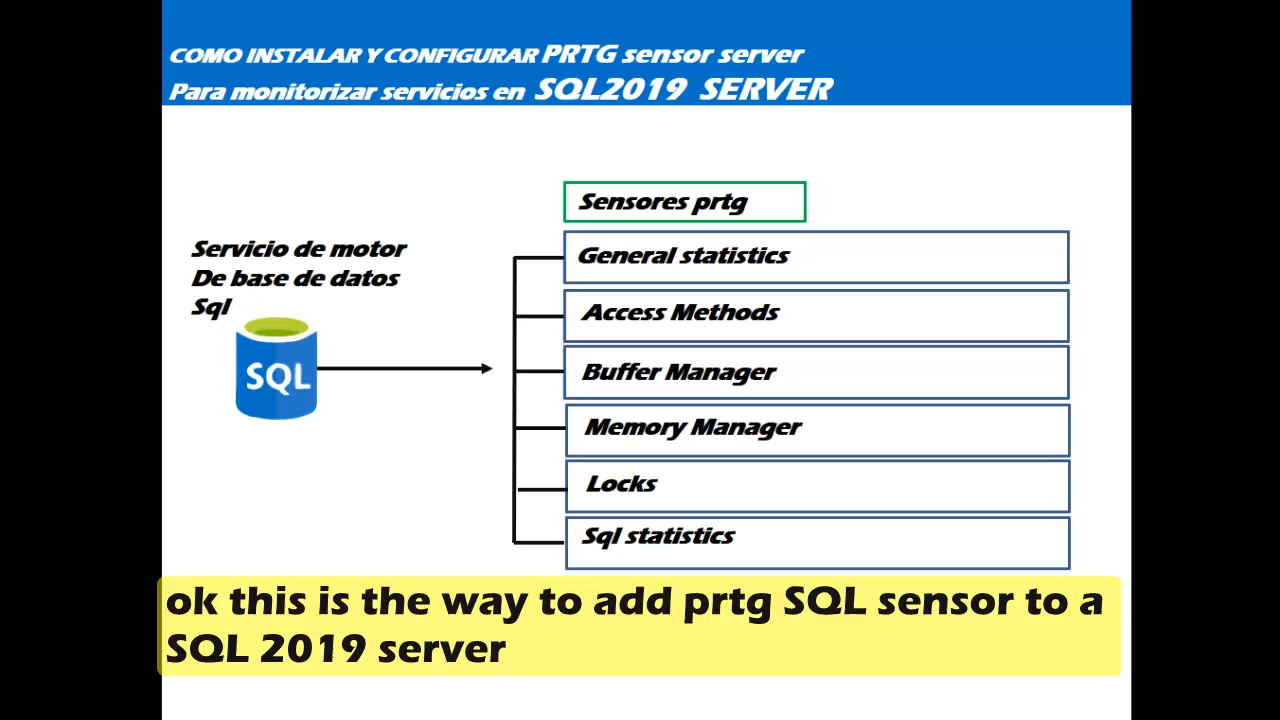 COMO INSTALAR Y CONFIGURAR PRTG sensor server
Para monitorizar servicios en SQL2019 SERVER
Sensores prtg
Servicio de motor
De base de datos
Sql
SQL
General statistics
Access Methods
Buffer Manager
Memory Manager
Locks
Sql statistics
ok this is the way to add prtg SQL sensor to a
SQL 2019 server